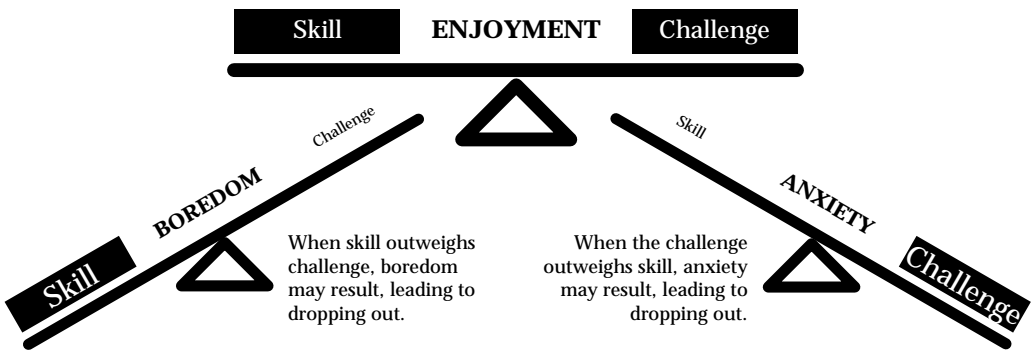 Skill ENJOYMENT Challenge
Challenge
BOREDOM
Skill
When skill outweighs
challenge, boredom
may result, leading to
dropping out.
Skill
ANXIETY
Challenge
When the challenge
outweighs skill, anxiety
may result, leading to
dropping out.